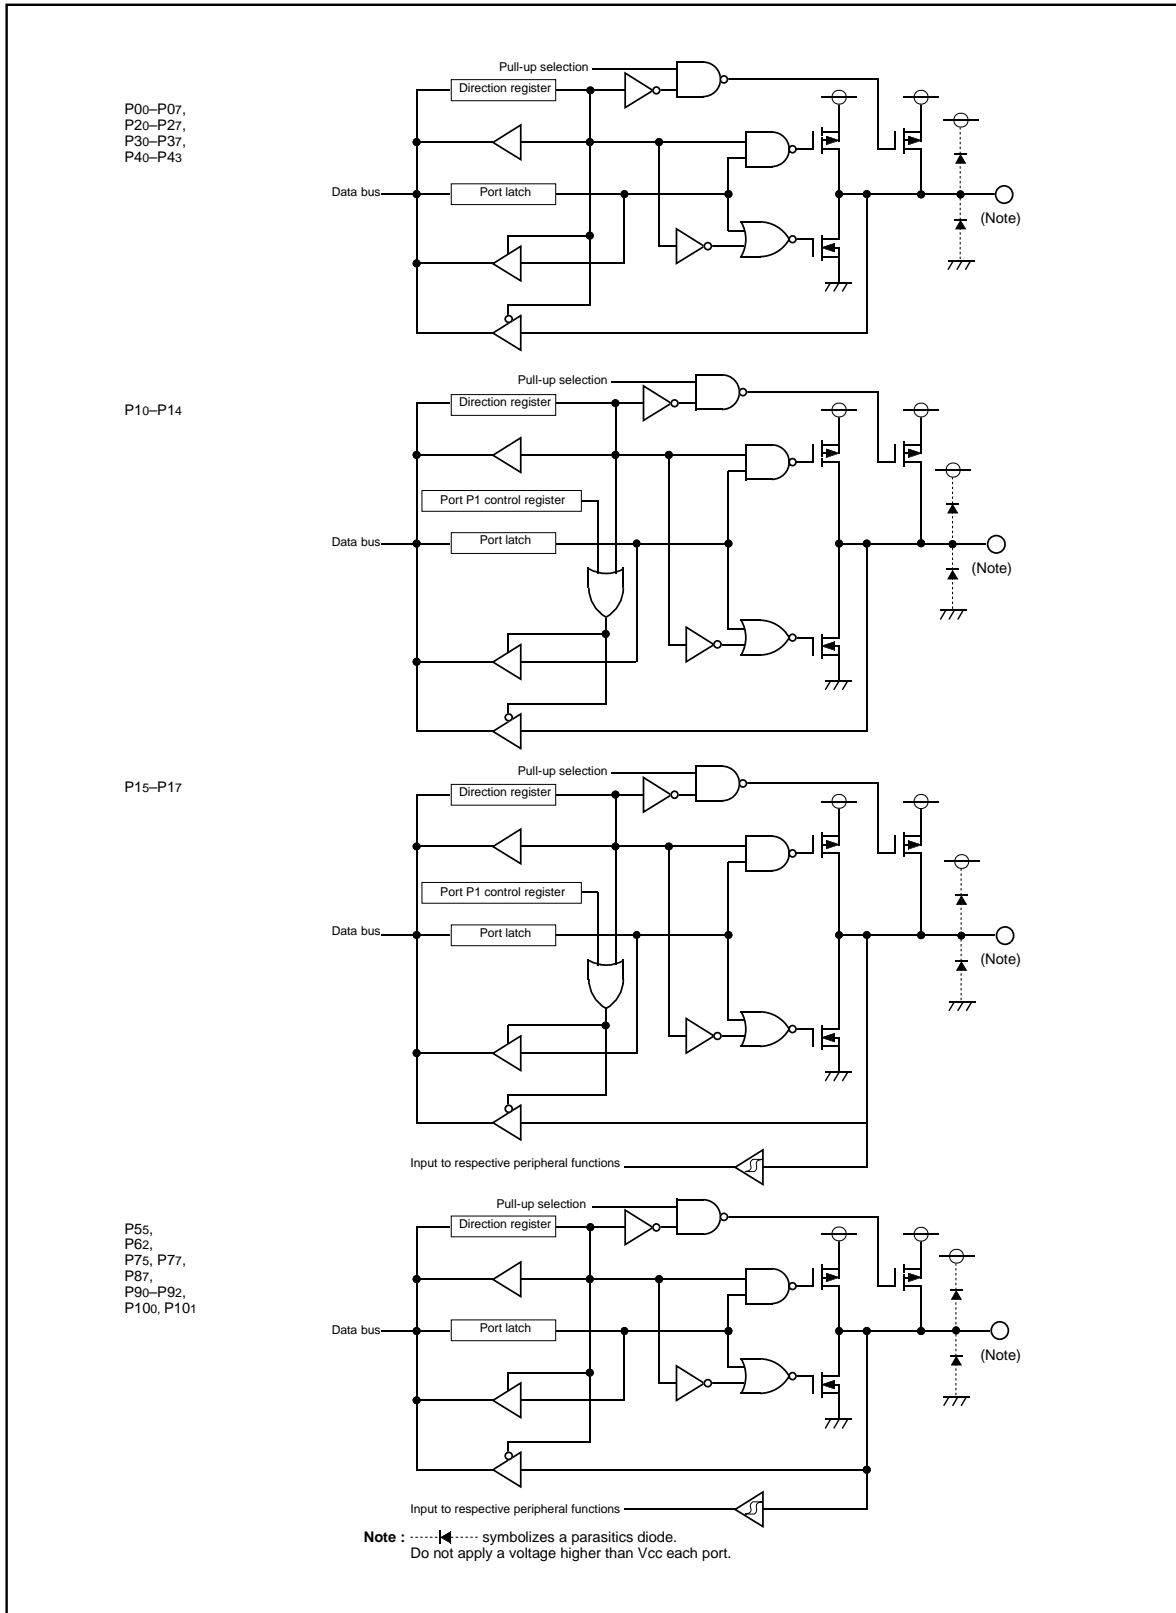 Pull-up selection
Direction register
P00–P07,
P20–P27,
P30–P37,
P40–P43
Data bus
Port latch
(Note)
Pull-up selection
Direction register
P10–P14
Port P1 control register
Data bus
Port latch
(Note)
Pull-up selection
P15–P17
Direction register
Port P1 control register
Data bus
Port latch
(Note)
Input to respective peripheral functions
Pull-up selection
Direction register
P55,
P62,
P75, P77,
P87,
P90–P92,
P100, P101
Data bus
Port latch
(Note)
Input to respective peripheral functions
Note : symbolizes a parasitics diode.
Do not apply a voltage higher than Vcc each port.